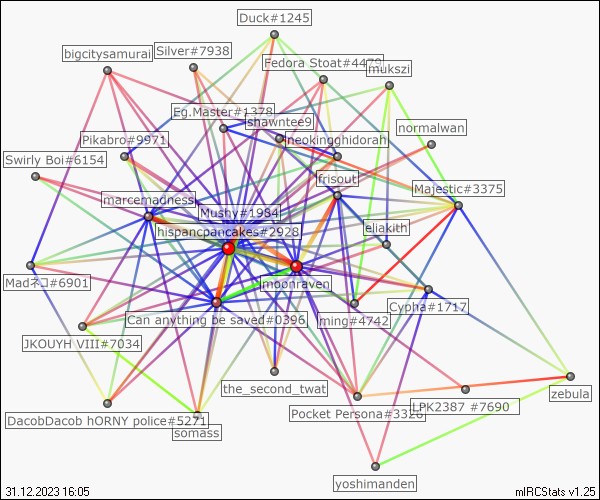 Duck#1245
bigcitysamurai
Silver#7938
Fedora Stoat#4479
mukszi
Eg.Master#1378
shawntee9
normalwan
Pikabro#9971
neokingghidorah
Swirly Boi#6154
frisout
Majestic#3375
marcemadness
Mushy#1984
hispancpancakes#2928
eliakith
Madネコ#6901
moonraven
Cypha#1717
Can anything be saved#0396
ming#4742
JKOUYH VIII#7034
the_second_twat
zebula
DacobDacob hORNY police#5271
Pocket Persona#3328
LPK2387 #7690
somass
yoshimanden
31.12.2023 16:05
mIRCStats v1.25